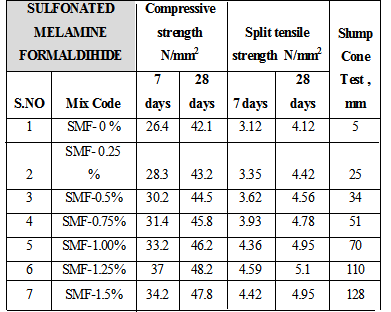 SULFONATED MELAMINE FORMALDIHIDE Compressive strength N/mm² Split tensile strength N/mm² Slump Cone Test , mm
S.NO Mix Code 7 days 28 days 7 days 28 days
1 SMF- 0 % 26.4 42.1 3.12 4.12 5
2 SMF- 0.25 % 28.3 43.2 3.35 4.42 25
3 SMF-0.5% 30.2 44.5 3.62 4.56 34
4 SMF-0.75% 31.4 45.8 3.93 4.78 51
5 SMF-1.00% 33.2 46.2 4.36 4.95 70
6 SMF-1.25% 37 48.2 4.59 5.1 110
7 SMF-1.5% 34.2 47.8 4.42 4.95 128